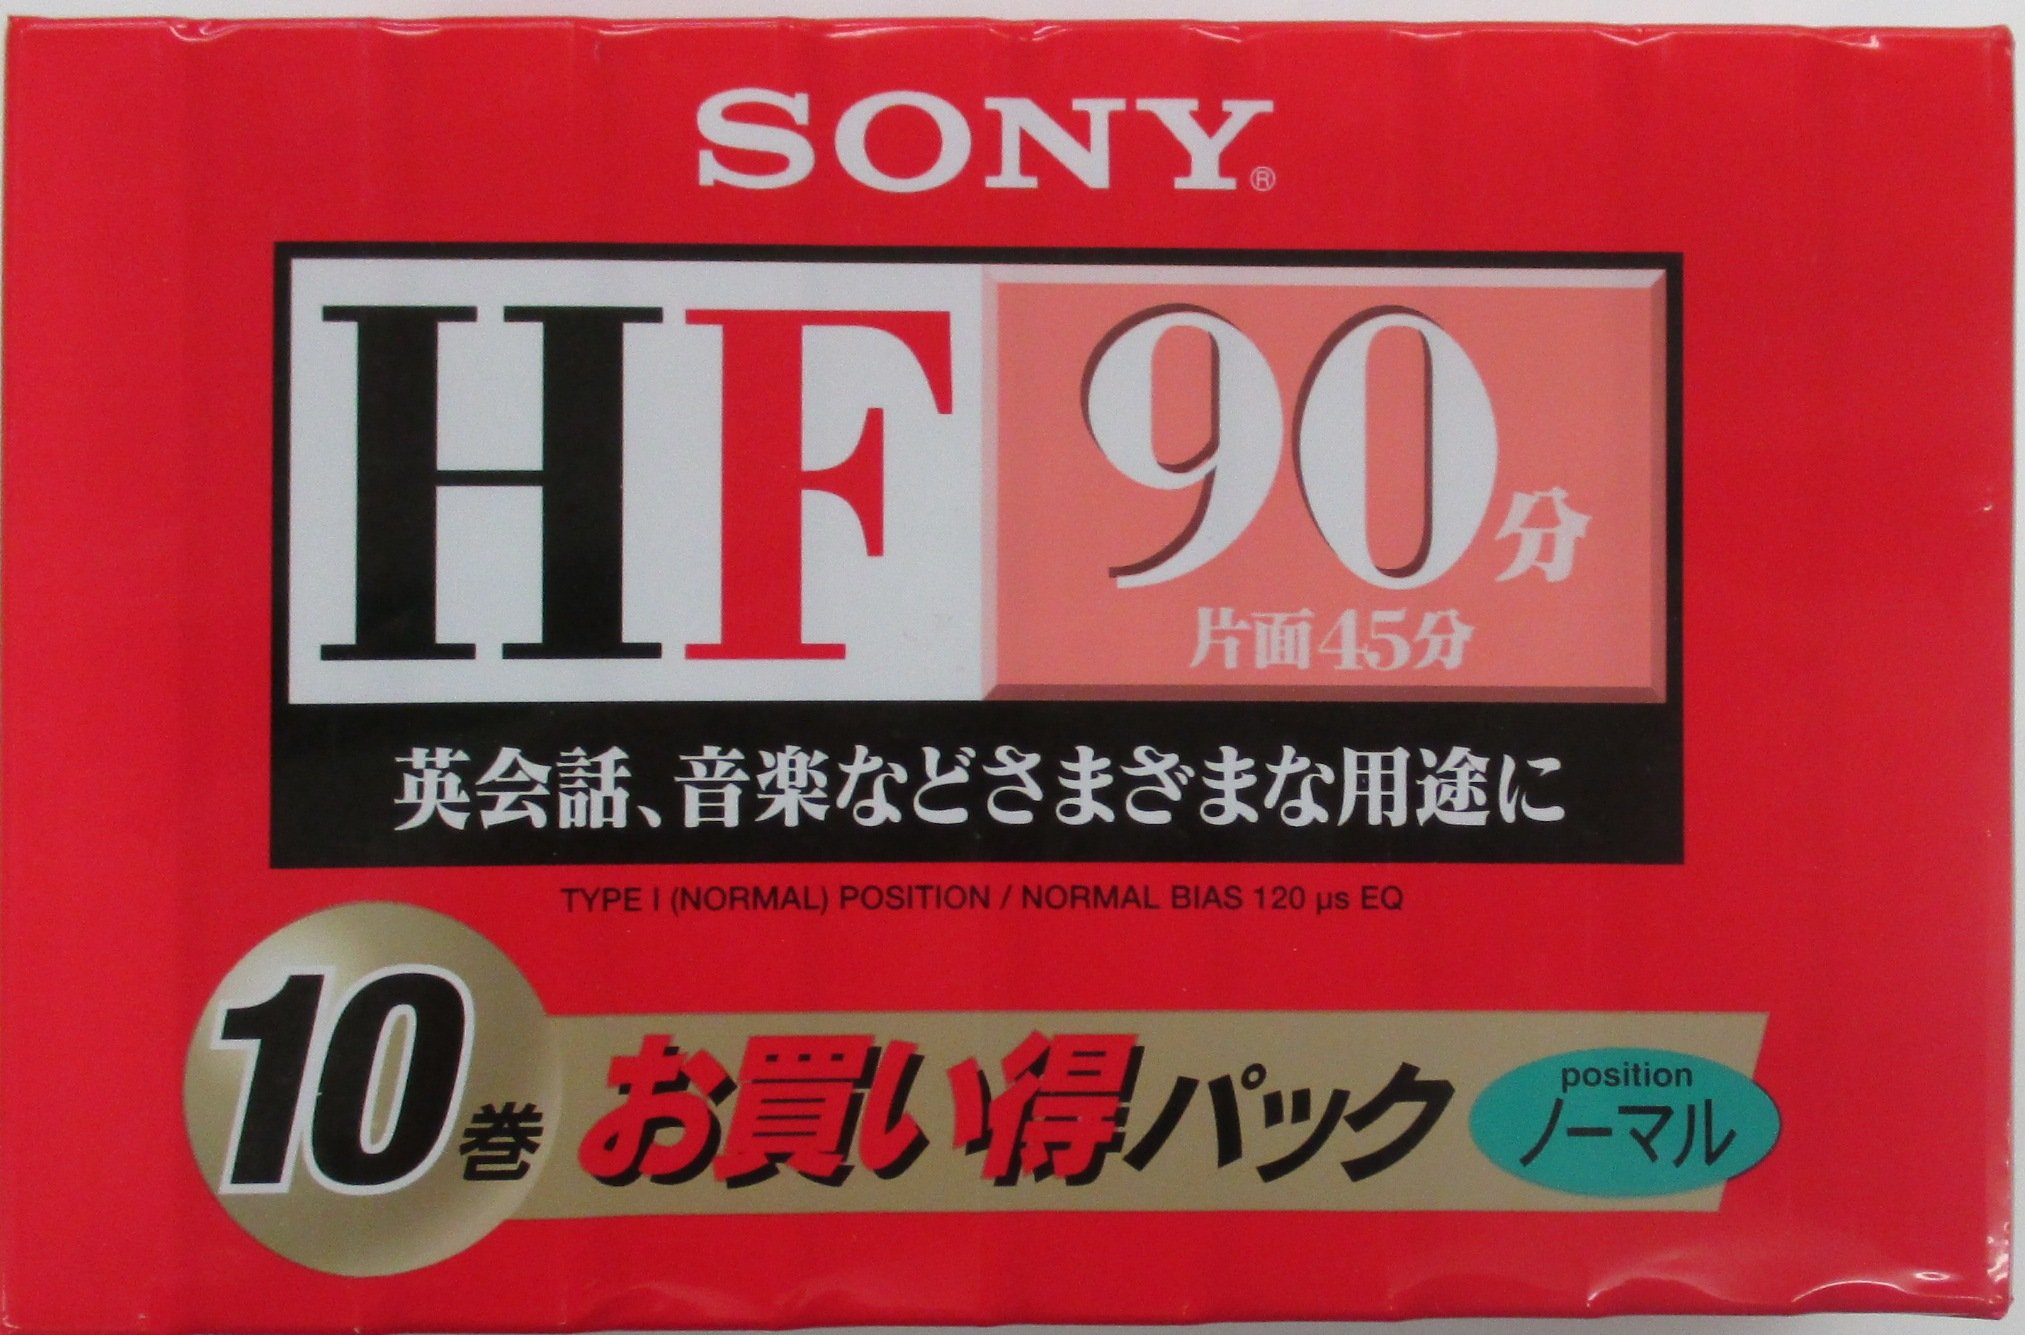 SONY®
HF 90分
片面45分
英会話、音楽などさまざまな用途に
TYPE I (NORMAL) POSITION / NORMAL BIAS 120 µs EQ
10巻 お買い得パック
position
ノーマル